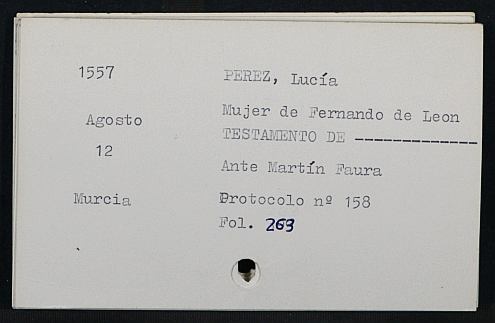 1557
PEREZ, Lucía
Mujer de Fernando de Leon
Agosto
TESTAMENTO DE -------------
12
Ante Martín Faura
Murcia
Protocolo nº 158
Fol. 263